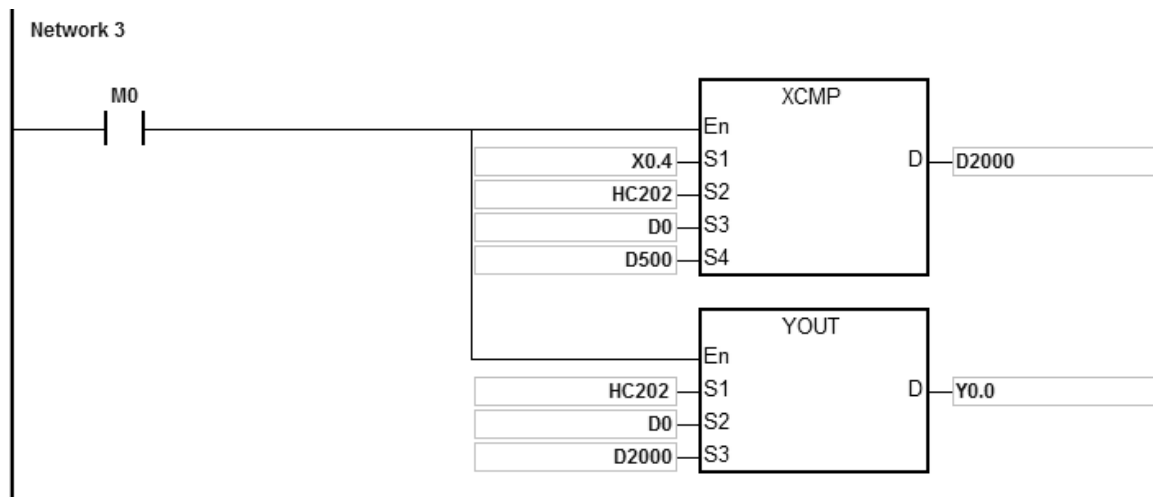 Network 3
M0
XCMP
En
X0.4 S1 D D2000
HC202 S2
D0 S3
D500 S4
YOUT
En
HC202 S1 D Y0.0
D0 S2
D2000 S3